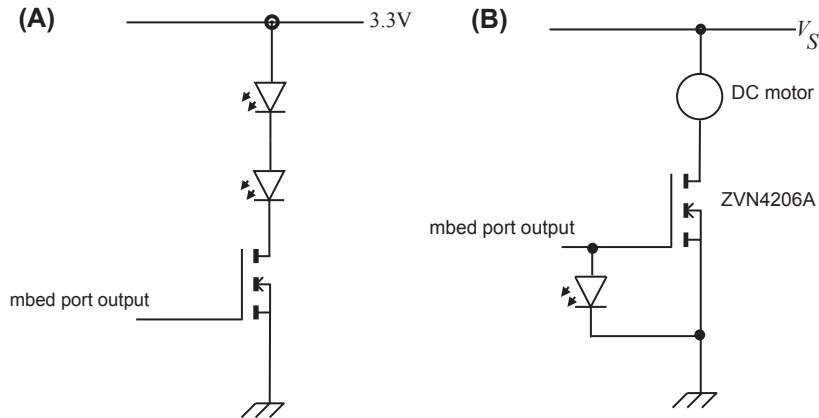 (A)
3.3V
mbed port output
(B)
V_S
DC motor
ZVN4206A
mbed port output